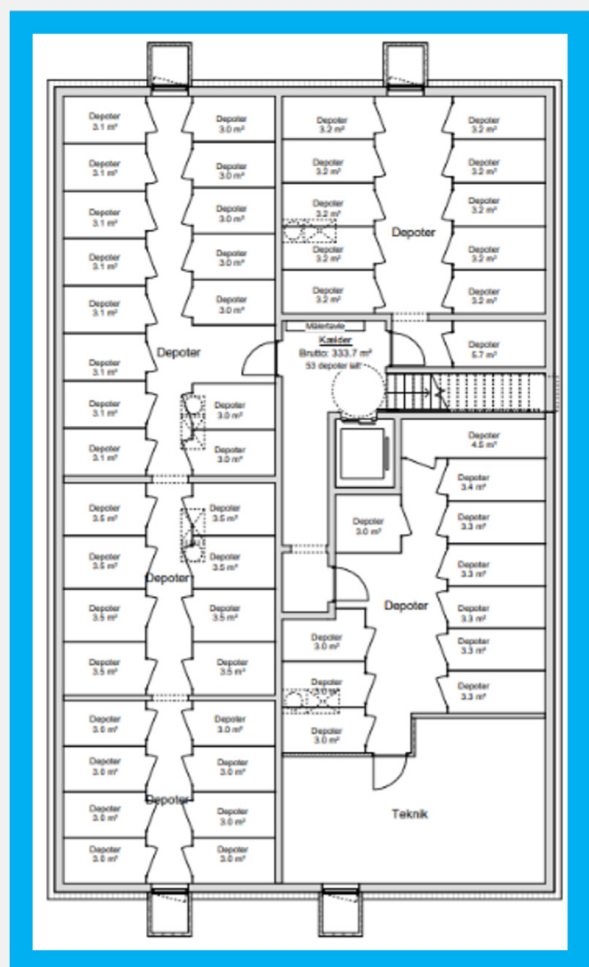 Depoter
3.1 m²
Depoter
3.1 m²
Depoter
3.1 m²
Depoter
3.1 m²
Depoter
3.1 m²
Depoter
3.1 m²
Depoter
3.1 m²
Depoter
3.1 m²
Depoter
3.0 m²
Depoter
3.0 m²
Depoter
3.0 m²
Depoter
3.0 m²
Depoter
3.0 m²
Depoter
Depoter
3.0 m²
Depoter
3.0 m²
Depoter
3.5 m²
Depoter
3.5 m²
Depoter
3.5 m²
Depoter
3.5 m²
Depoter
Depoter
3.5 m²
Depoter
3.5 m²
Depoter
3.5 m²
Depoter
3.5 m²
Depoter
3.0 m²
Depoter
3.0 m²
Depoter
3.0 m²
Depoter
3.0 m²
Depoter
Depoter
3.0 m²
Depoter
3.0 m²
Depoter
3.0 m²
Depoter
3.0 m²
Depoter
3.2 m²
Depoter
3.2 m²
Depoter
3.2 m²
Depoter
3.2 m²
Depoter
3.2 m²
Depoter
Depoter
3.2 m²
Depoter
3.2 m²
Depoter
3.2 m²
Depoter
3.2 m²
Depoter
3.2 m²
Målertavle
Kælder
Brutto: 333.7 m²
53 depoter ialt
Depoter
5.7 m²
Depoter
4.5 m²
Depoter
3.4 m²
Depoter
3.3 m²
Depoter
3.3 m²
Depoter
3.3 m²
Depoter
3.3 m²
Depoter
3.3 m²
Depoter
3.0 m²
Depoter
Depoter
3.0 m²
Depoter
3.0 m²
Depoter
3.0 m²
Teknik